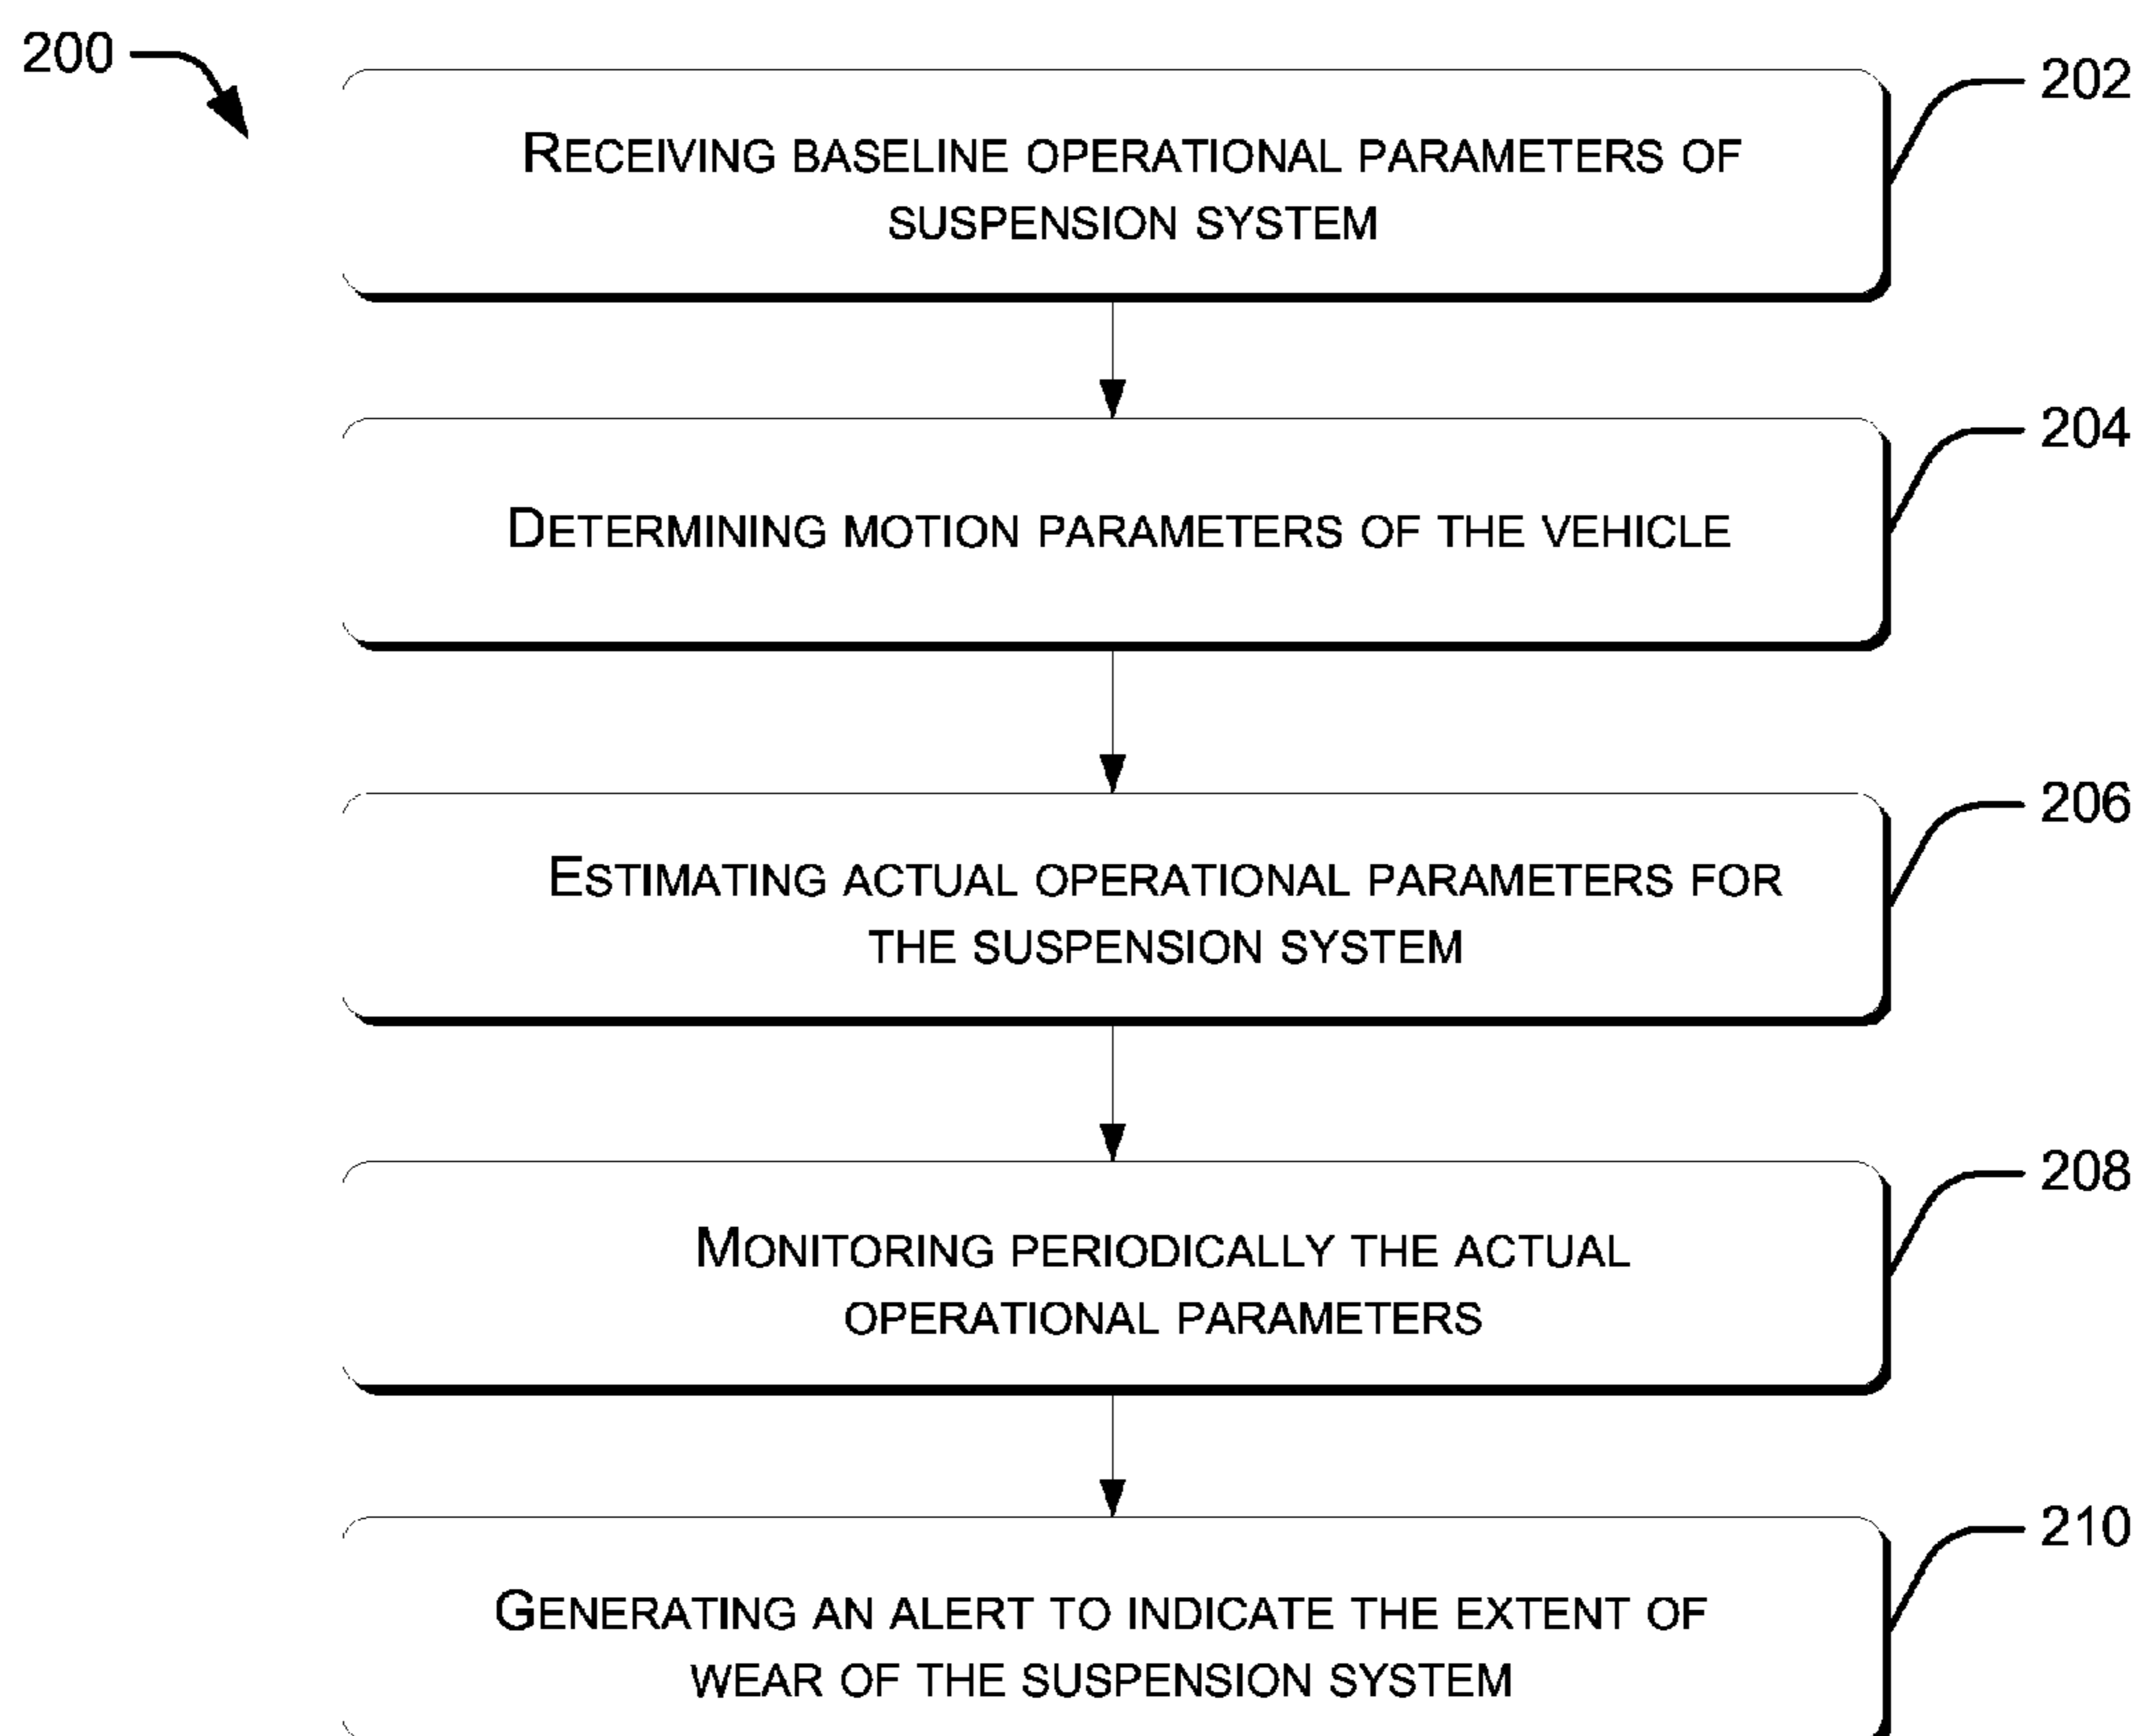 200
202
RECEIVING BASELINE OPERATIONAL PARAMETERS OF
SUSPENSION SYSTEM
204
DETERMINING MOTION PARAMETERS OF THE VEHICLE
206
ESTIMATING ACTUAL OPERATIONAL PARAMETERS FOR
THE SUSPENSION SYSTEM
208
MONITORING PERIODICALLY THE ACTUAL
OPERATIONAL PARAMETERS
210
GENERATING AN ALERT TO INDICATE THE EXTENT OF
WEAR OF THE SUSPENSION SYSTEM